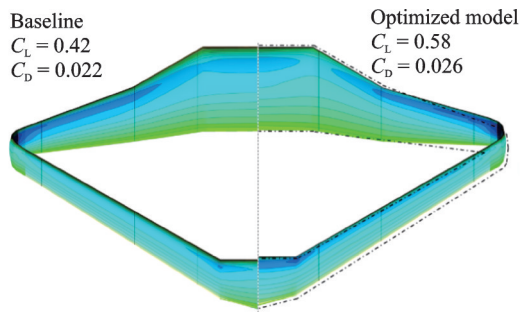 Baseline
C_L = 0.42
C_D = 0.022
Optimized model
C_L = 0.58
C_D = 0.026